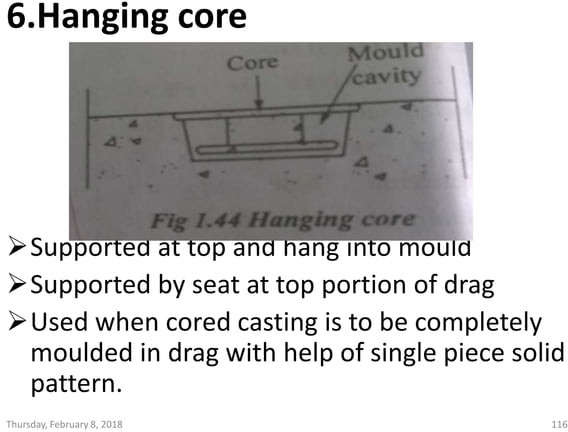 6.Hanging core
Core
Mould
cavity
Fig 1.44 Hanging core
➢Supported at top and hang into mould
➢Supported by seat at top portion of drag
➢Used when cored casting is to be completely
moulded in drag with help of single piece solid
pattern.
Thursday, February 8, 2018
116